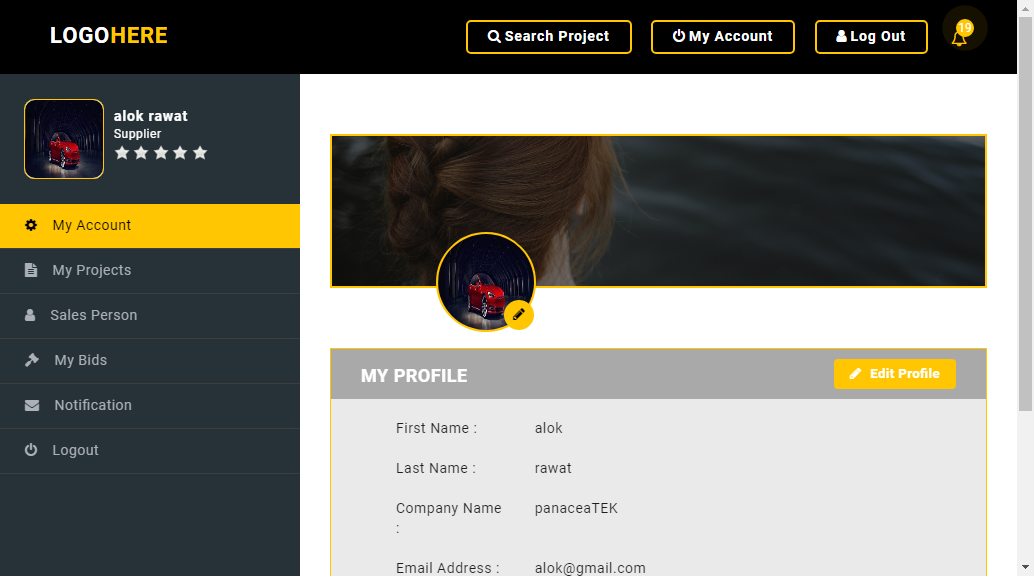 LOGOHERE
Search Project
My Account
Log Out
19
alok rawat
Supplier
My Account
My Projects
Sales Person
My Bids
Notification
Logout
MY PROFILE
Edit Profile
First Name : alok
Last Name : rawat
Company Name : panaceaTEK
Email Address : alok@gmail.com